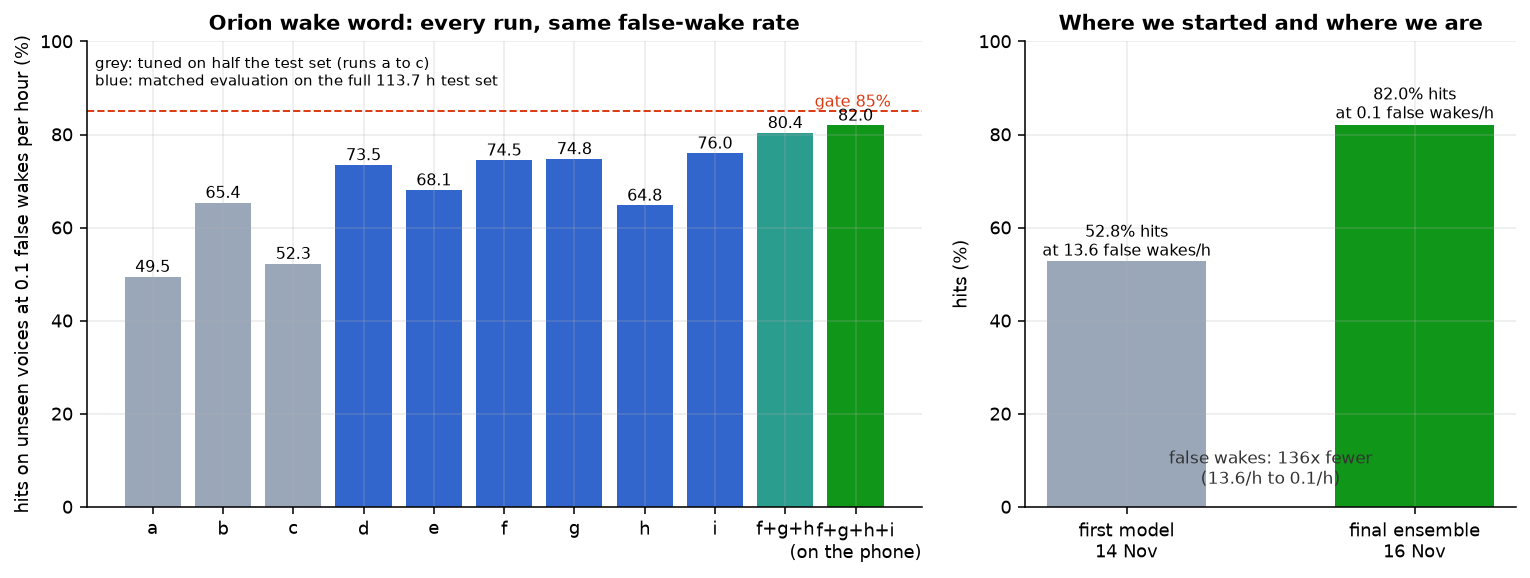 Orion wake word: every run, same false-wake rate
hits on unseen voices at 0.1 false wakes per hour (%)
100
80
60
40
20
0
grey: tuned on half the test set (runs a to c)
blue: matched evaluation on the full 113.7 h test set
gate 85%
49.5
65.4
52.3
73.5
68.1
74.5
74.8
64.8
76.0
80.4
82.0
a
b
c
d
e
f
g
h
i
f+g+h
f+g+h+i
(on the phone)
Where we started and where we are
hits (%)
100
80
60
40
20
0
52.8% hits
at 13.6 false wakes/h
82.0% hits
at 0.1 false wakes/h
false wakes: 136x fewer
(13.6/h to 0.1/h)
first model
14 Nov
final ensemble
16 Nov